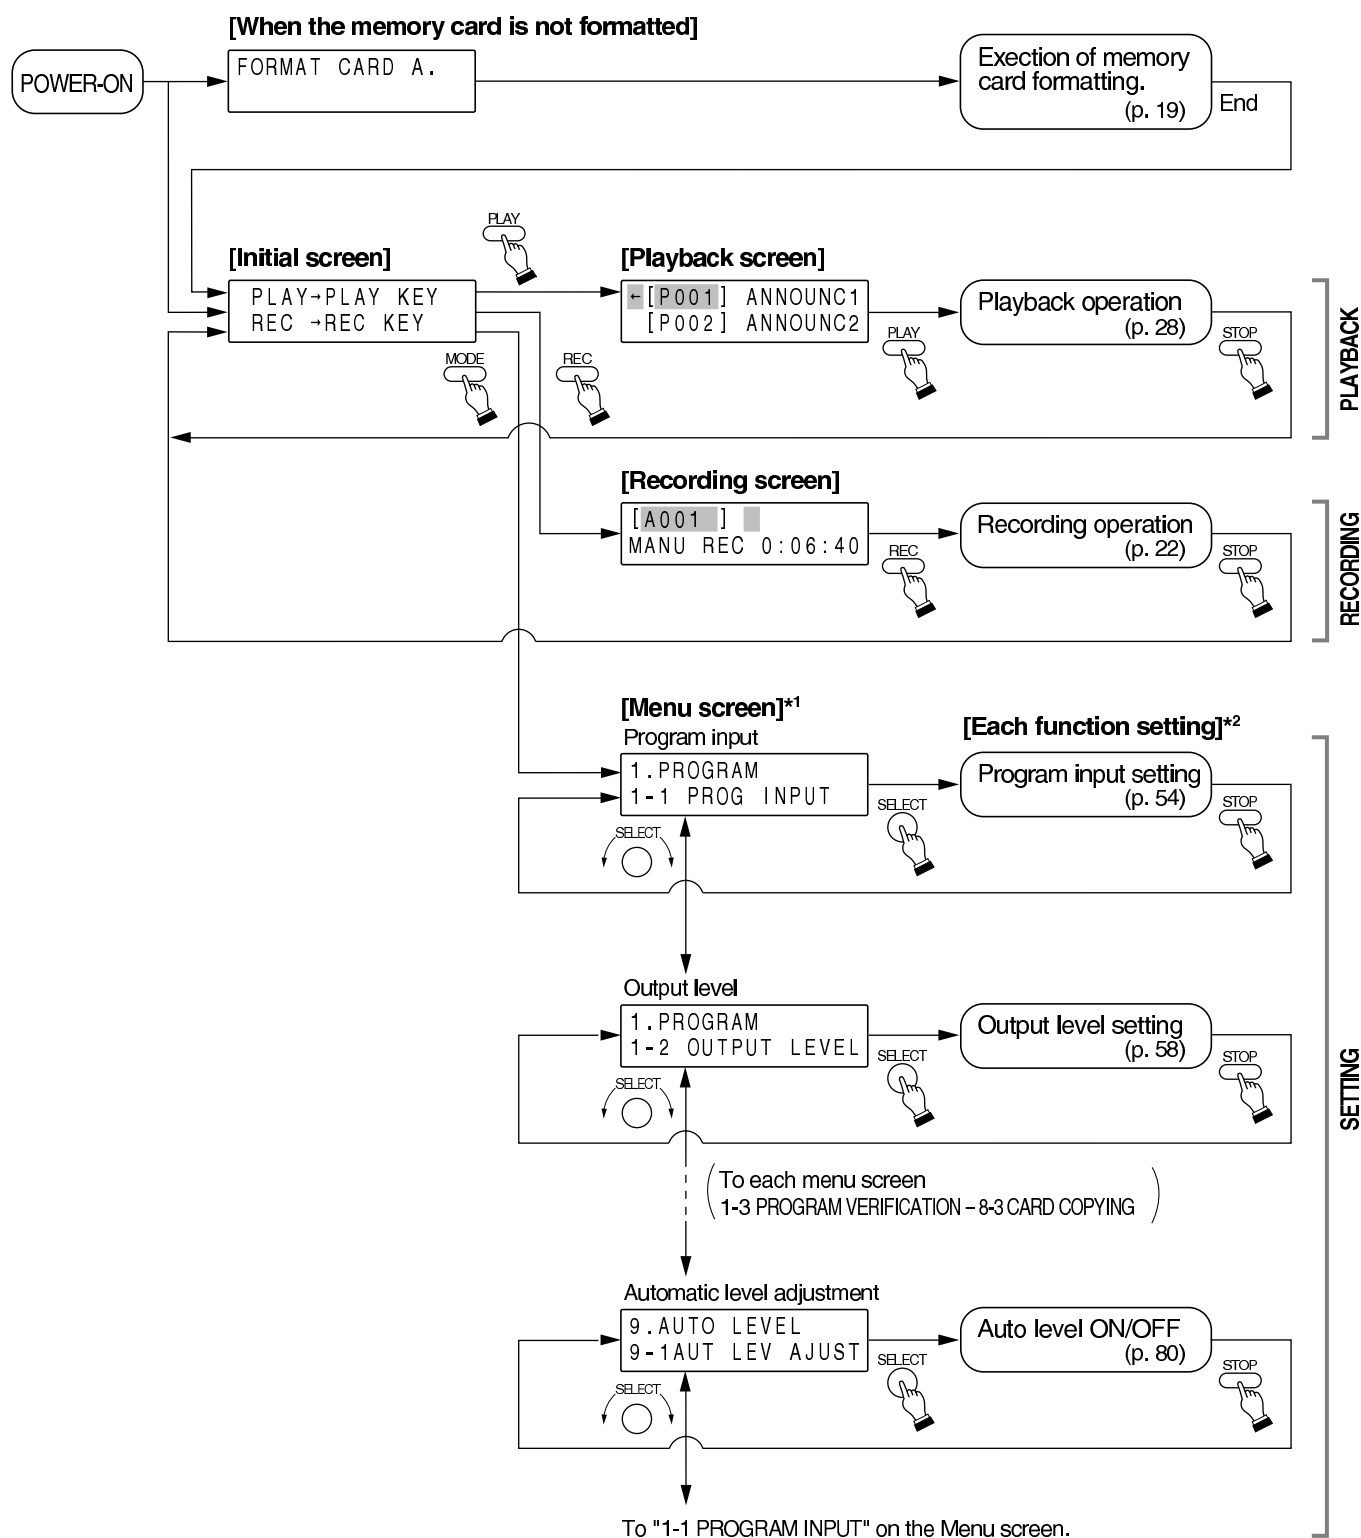 [When the memory card is not formatted]
POWER-ON
FORMAT CARD A.
Exection of memory
card formatting.
(p. 19)
End
PLAY
[Initial screen]
PLAY→PLAY KEY
REC →REC KEY
MODE
REC
[Playback screen]
←[P001] ANNOUNC1
[P002] ANNOUNC2
PLAY
Playback operation
(p. 28)
STOP
PLAYBACK
[Recording screen]
[A001 ]
MANU REC 0:06:40
REC
Recording operation
(p. 22)
STOP
RECORDING
[Menu screen]*1
Program input
1.PROGRAM
1-1 PROG INPUT
SELECT
SELECT
[Each function setting]*2
Program input setting
(p. 54)
STOP
Output level
1.PROGRAM
1-2 OUTPUT LEVEL
SELECT
SELECT
Output level setting
(p. 58)
STOP
SETTING
To each menu screen
1-3 PROGRAM VERIFICATION – 8-3 CARD COPYING
Automatic level adjustment
9.AUTO LEVEL
9-1AUT LEV AJUST
SELECT
SELECT
Auto level ON/OFF
(p. 80)
STOP
To "1-1 PROGRAM INPUT" on the Menu screen.